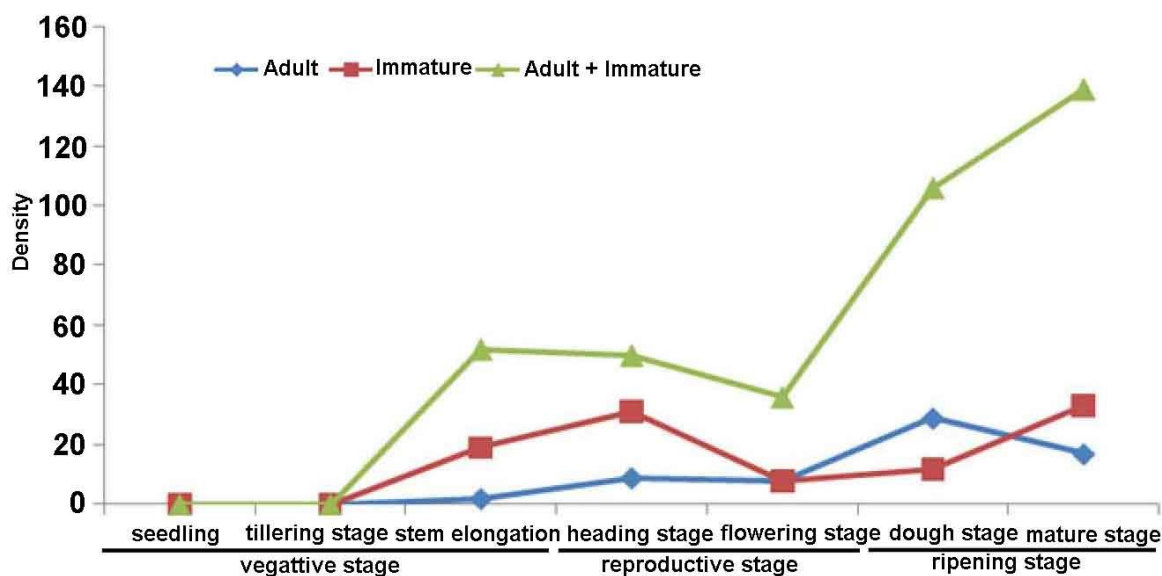 160
Adult Immature Adult + Immature
140
120
100
Density
80
60
40
20
0
seedling tillering stage stem elongation heading stage flowering stage dough stage mature stage
vegattive stage reproductive stage ripening stage